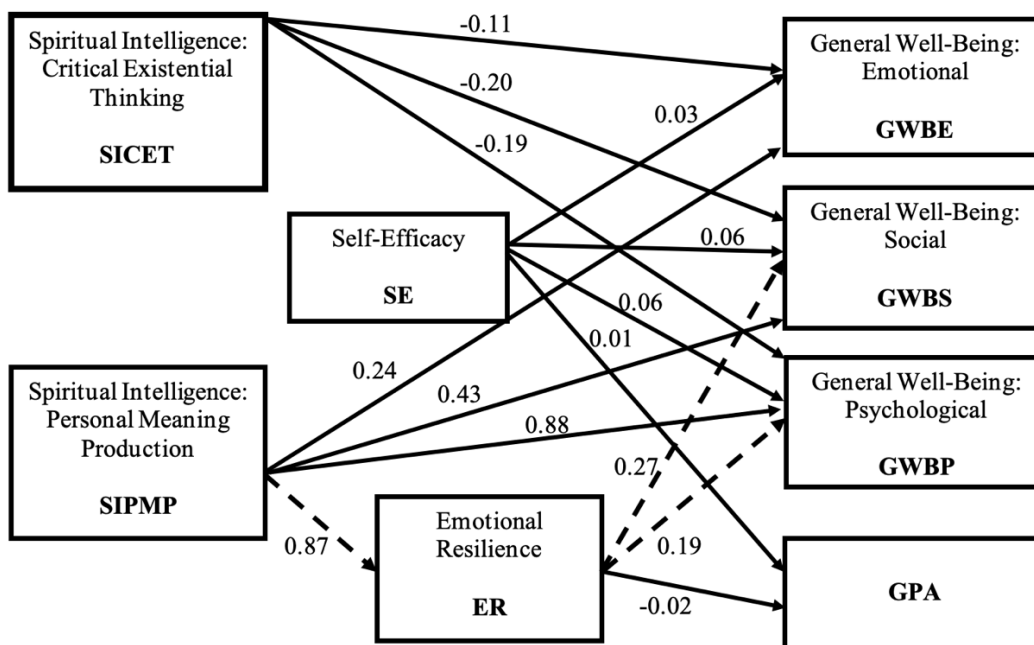 Spiritual Intelligence:
Critical Existential
Thinking
SICET
-0.11
-0.20
-0.19
0.03
General Well-Being:
Emotional
GWBE
Self-Efficacy
SE
0.06
0.06
0.01
General Well-Being:
Social
GWBS
Spiritual Intelligence:
Personal Meaning
Production
SIPMP
0.24
0.43
0.88
0.87
General Well-Being:
Psychological
GWBP
Emotional
Resilience
ER
0.27
0.19
-0.02
GPA